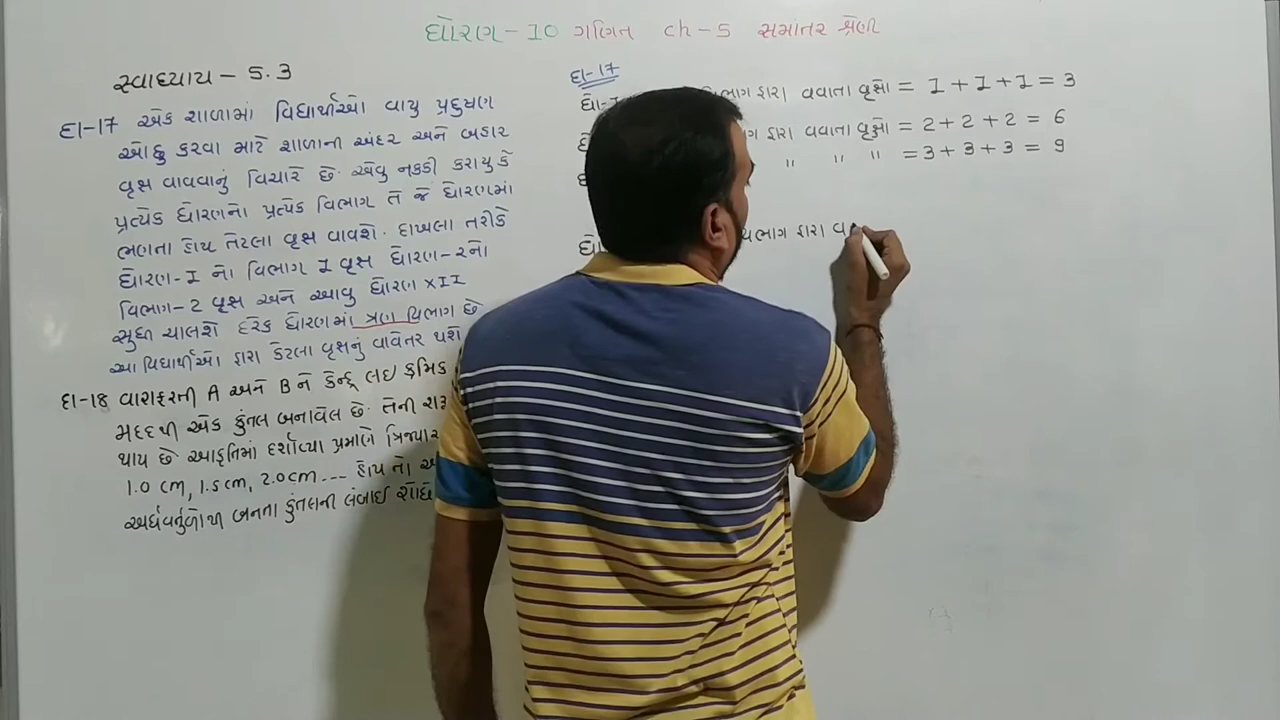 ધોરણ-10 ગણિત ch-5 સમાંતર શ્રેણી
સ્વાધ્યાય - 5.3
દા-17 એક શાળામાં વિદ્યાર્થીઓ વાયુ પ્રદુષણ
ઓછુ કરવા માટે શાળાની અંદર અને બહાર
વૃક્ષ વાવવાનું વિચારે છે. એવુ નક્કી કરાયુ કે
પ્રત્યેક ધોરણનો પ્રત્યેક વિભાગ તે જે ધોરણમાં
ભણતા હોય તેટલા વૃક્ષ વાવશે. દાખલા તરીકે
ધોરણ-I નો વિભાગ 1 વૃક્ષ ધોરણ-2નો
વિભાગ-2 વૃક્ષ અને આવુ ધોરણ XII
સુધી ચાલશે દરેક ધોરણમાં ત્રણ વિભાગ છે
આ વિદ્યાર્થીઓ દ્વારા કેટલા વૃક્ષનું વાવેતર થશે
દા-18 વારાફરતી A અને B ને કેન્દ્ર લઇ ક્રમિક
મદદથી એક કુંતલ બનાવેલ છે. તેની
થાય છે આકૃતિમાં દર્શાવ્યા પ્રમાણે
1.0 cm, 1.5cm, 2.0cm --- હોય તો
અર્ધવર્તુળોથી બનતા કુંતલની લંબાઈ
દા-17
વિભાગ દ્વારા વવાતા વૃક્ષો = 1 + 1 + 1 = 3
દ્વારા વવાતા વૃક્ષો = 2 + 2 + 2 = 6
" " " = 3 + 3 + 3 = 9
વિભાગ દ્વારા